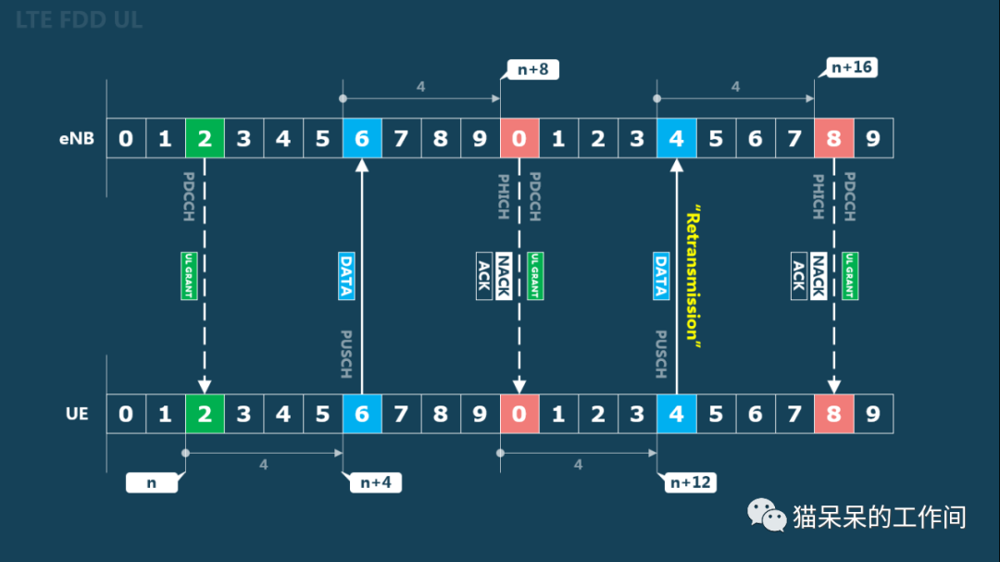 LTE FDD UL
n+8
n+16
4
4
eNB 0 1 2 3 4 5 6 7 8 9 0 1 2 3 4 5 6 7 8 9
PDCCH
PHICH
PDCCH
PHICH
PDCCH
"Retransmission"
UL GRANT
DATA
ACK
NACK
UL GRANT
DATA
ACK
NACK
UL GRANT
PUSCH
PUSCH
UE 0 1 2 3 4 5 6 7 8 9 0 1 2 3 4 5 6 7 8 9
4
4
n
n+4
n+12
猫呆呆的工作间